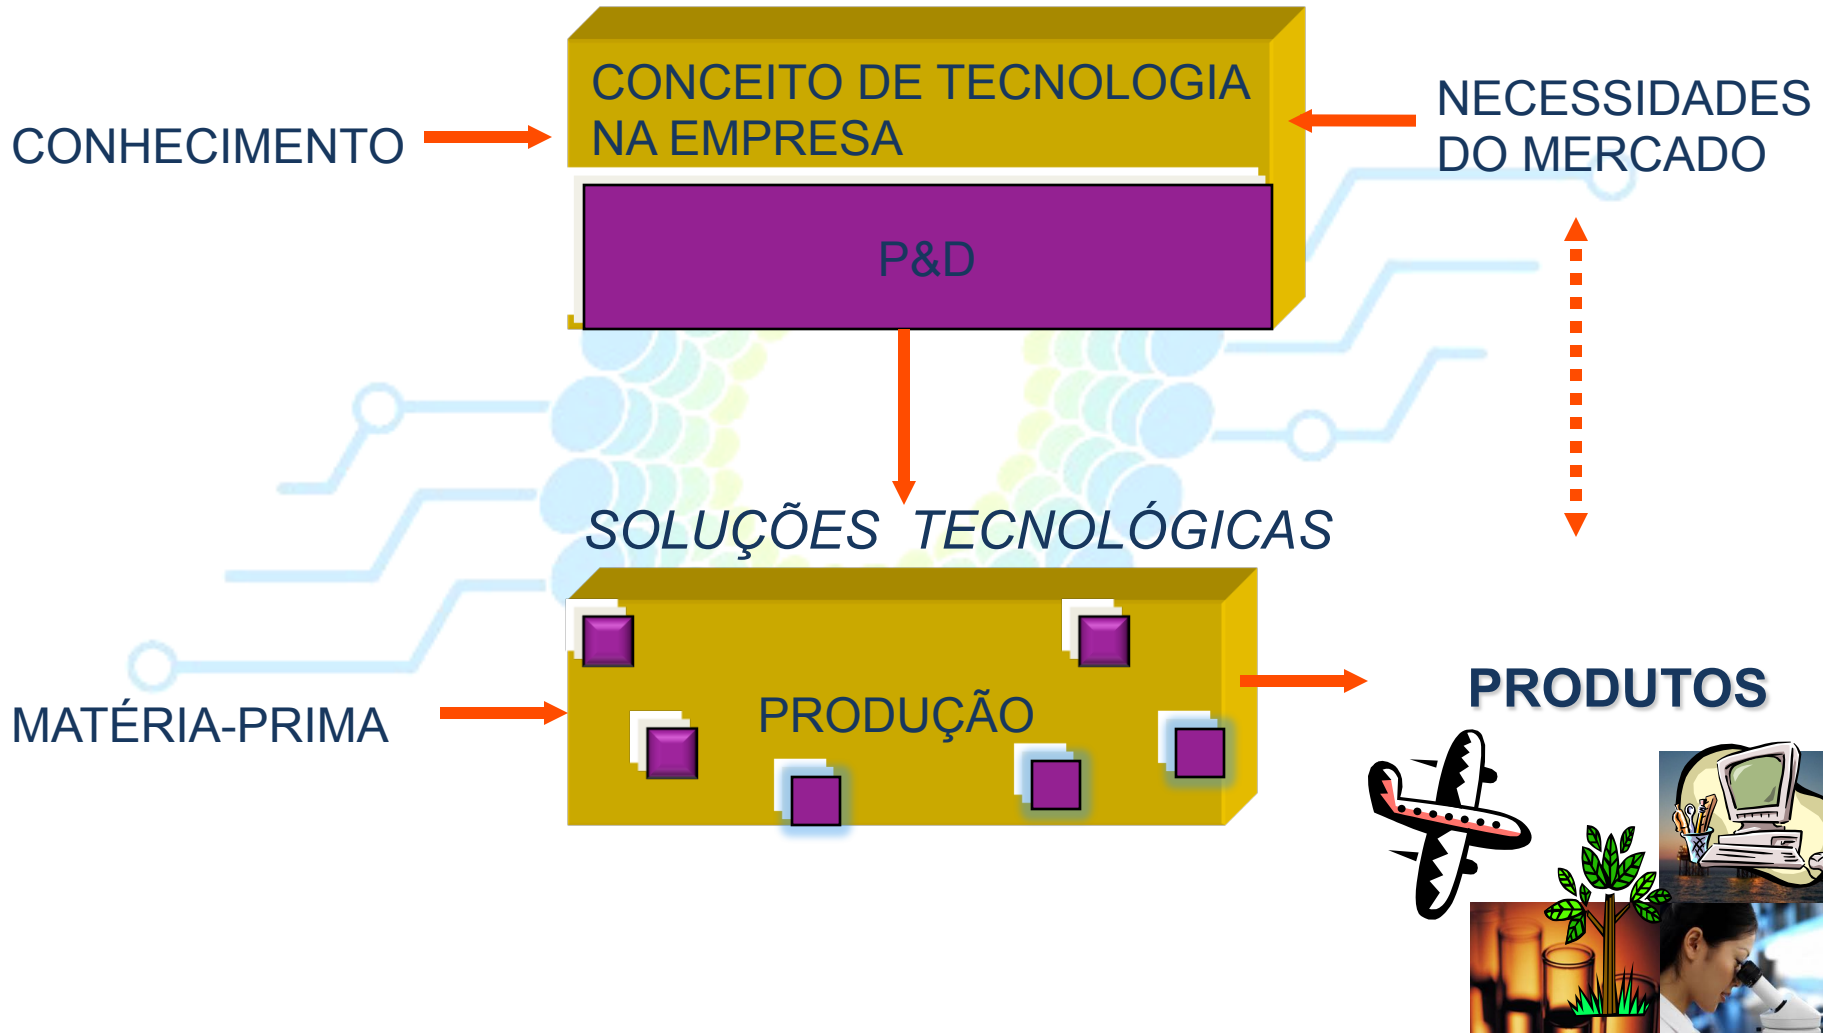 CONCEITO DE TECNOLOGIA
NA EMPRESA
CONHECIMENTO
NECESSIDADES
DO MERCADO
P&D
SOLUÇÕES TECNOLÓGICAS
MATÉRIA-PRIMA
PRODUÇÃO
PRODUTOS